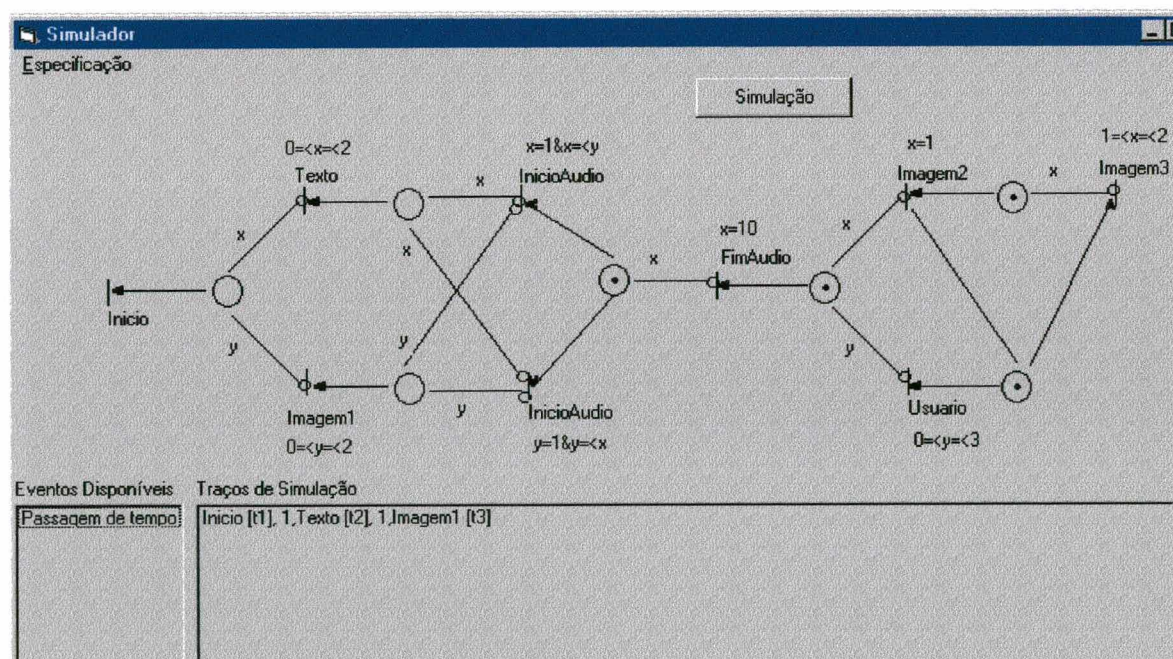 Simulador
Especificação
Simulação
0=<x=<2
x=1&x=<y
x=1
1=<x=<2
Texto
InicioAudio
Imagem2
Imagem3
x
x
x
x
x
x=10
FimAudio
x
Inicio
y
y
y
y
Imagem1
InicioAudio
Usuario
0=<y=<2
y=1&y=<x
0=<y=<3
Eventos Disponíveis
Traços de Simulação
Passagem de tempo
Inicio [t1], 1,Texto [t2], 1,Imagem1 [t3]